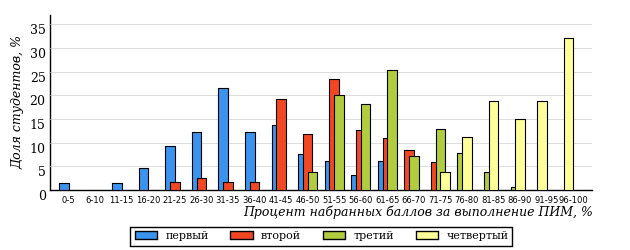 Доля студентов, %
35
30
25
20
15
10
5
0
0-5 6-10 11-15 16-20 21-25 26-30 31-35 36-40 41-45 46-50 51-55 56-60 61-65 66-70 71-75 76-80 81-85 86-90 91-95 96-100
Процент набранных баллов за выполнение ПИМ, %
первый второй третий четвертый